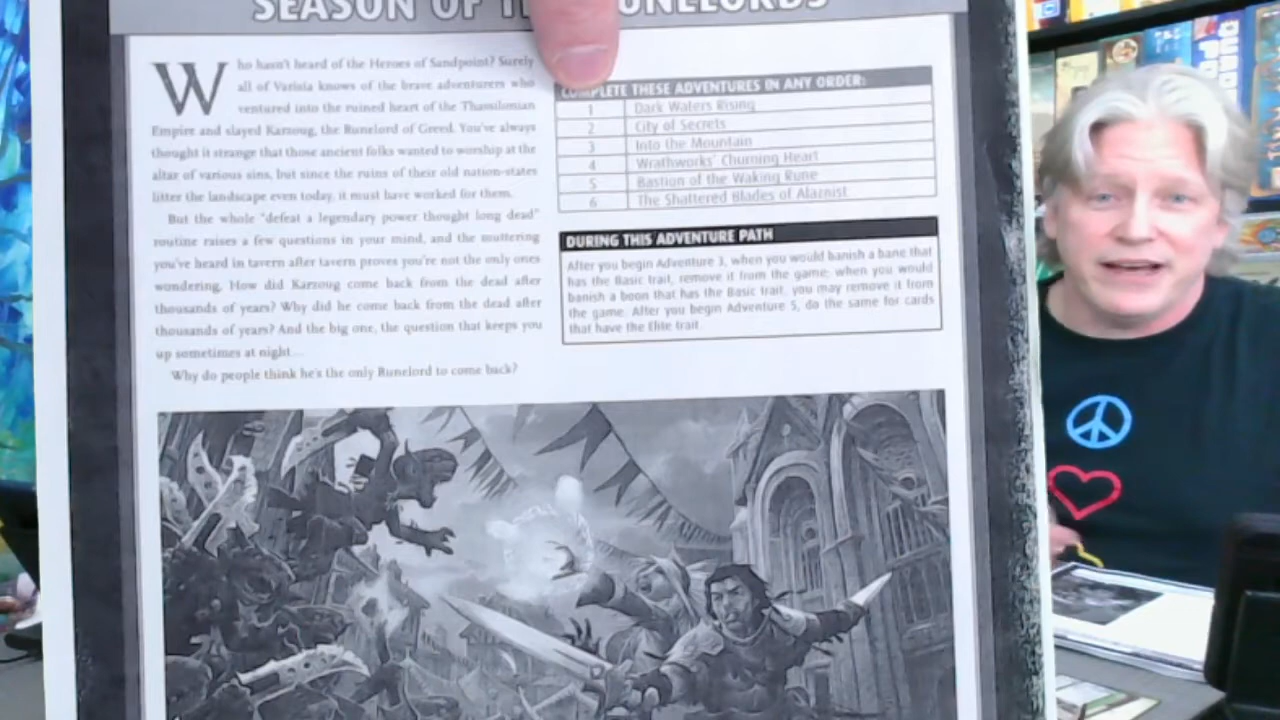 SEASON OF T RUNELORDS
Who hasn't heard of the Heroes of Sandpoint? Surely
all of Varisia knows of the brave adventurers who
ventured into the ruined heart of the Thassilonian
Empire and slayed Karzoug, the Runelord of Greed. You've always
thought it strange that those ancient folks wanted to worship at the
altar of various sins, but since the ruins of their old nation-states
litter the landscape even today, it must have worked for them.
But the whole "defeat a legendary power thought long dead"
routine raises a few questions in your mind, and the muttering
you've heard in tavern after tavern proves you're not the only ones
wondering. How did Karzoug come back from the dead after
thousands of years? Why did he come back from the dead after
thousands of years? And the big one, the question that keeps you
up sometimes at night...
Why do people think he's the only Runelord to come back?
COMPLETE THESE ADVENTURES IN ANY ORDER:
1 Dark Waters Rising
2 City of Secrets
3 Into the Mountain
4 Wrathworks' Churning Heart
5 Bastion of the Waking Rune
6 The Shattered Blades of Alaznist
DURING THIS ADVENTURE PATH
After you begin Adventure 3, when you would banish a bane that
has the Basic trait, remove it from the game; when you would
banish a boon that has the Basic trait, you may remove it from
the game. After you begin Adventure 5, do the same for cards
that have the Elite trait.